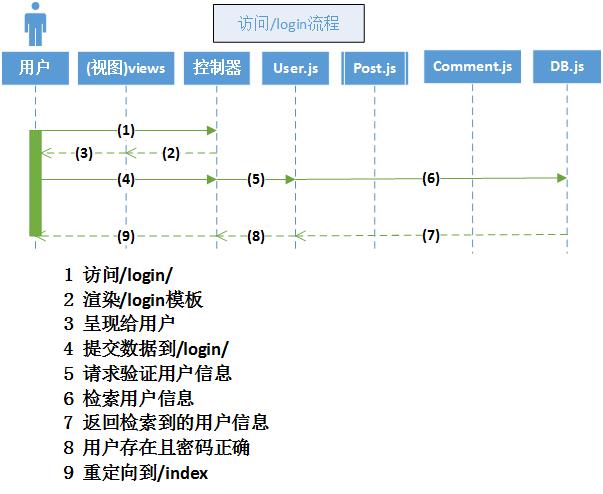 访问/login流程
用户 (视图)views 控制器 User.js Post.js Comment.js DB.js
(1)
(3) (2)
(4) (5) (6)
(9) (8) (7)
1 访问/login/
2 渲染/login模板
3 呈现给用户
4 提交数据到/login/
5 请求验证用户信息
6 检索用户信息
7 返回检索到的用户信息
8 用户存在且密码正确
9 重定向到/index